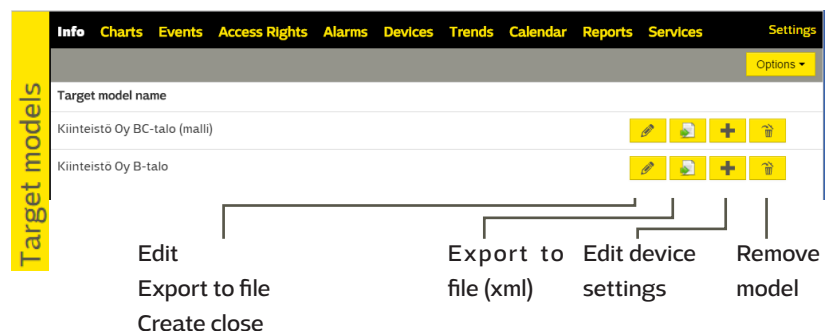 Target models
Info Charts Events Access Rights Alarms Devices Trends Calendar Reports Services Settings
Options
Target model name
Kiinteistö Oy BC-talo (malli)
Kiinteistö Oy B-talo
Edit
Export to file
Create close
Export to
file (xml)
Edit device
settings
Remove
model